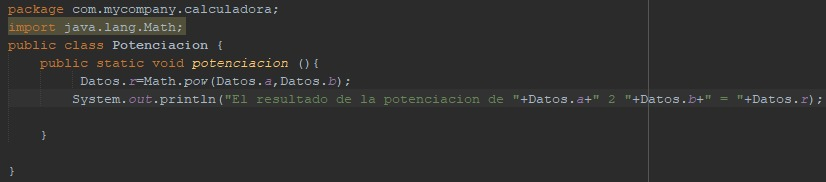 package com.mycompany.calculadora;
import java.lang.Math;
public class Potenciacion {
public static void potenciacion (){
Datos.r=Math.pow(Datos.a,Datos.b);
System.out.println("El resultado de la potenciacion de "+Datos.a+" 2 "+Datos.b+" = "+Datos.r);
}
}